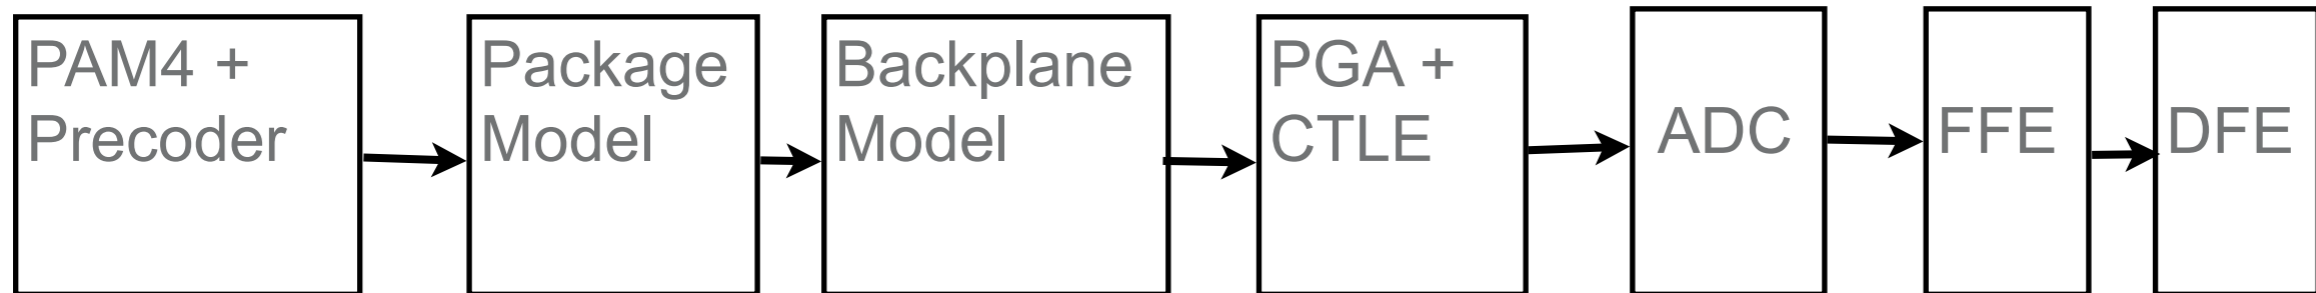 PAM4 +
Precoder
Package
Model
Backplane
Model
PGA +
CTLE
ADC
FFE
DFE